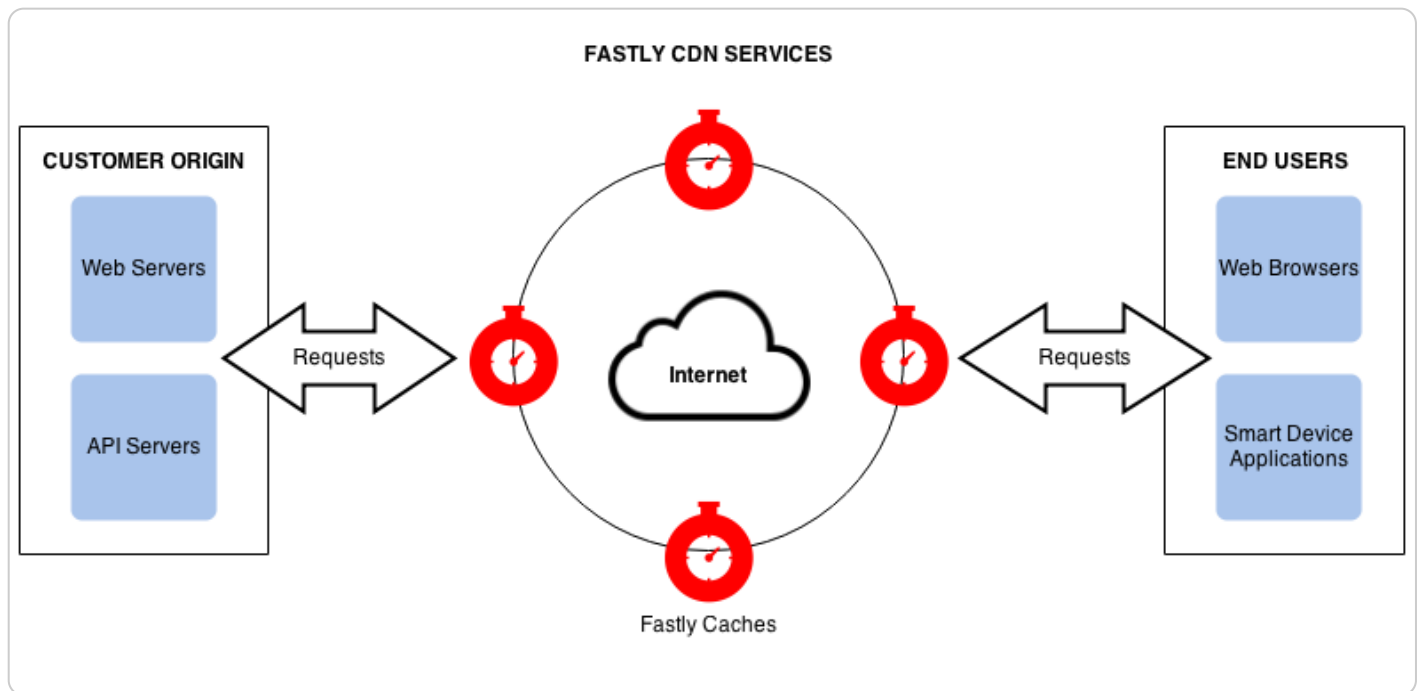 FASTLY CDN SERVICES
CUSTOMER ORIGIN
Web Servers
API Servers
Requests
Internet
Fastly Caches
Requests
END USERS
Web Browsers
Smart Device
Applications